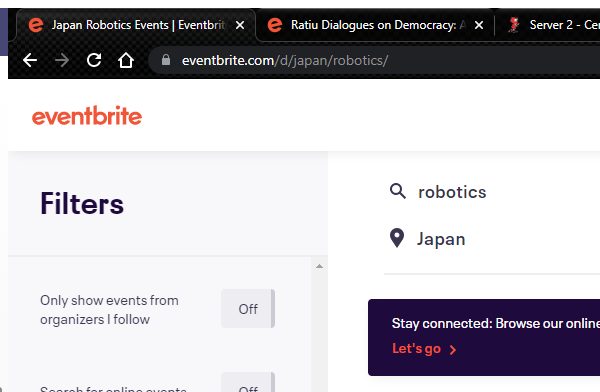 Japan Robotics Events | Eventbrit
Ratiu Dialogues on Democracy: A
Server 2 - Cer
eventbrite.com/d/japan/robotics/
eventbrite
Filters
robotics
Japan
Only show events from
organizers I follow
Off
Stay connected: Browse our online
Let's go
Search for online events
Off